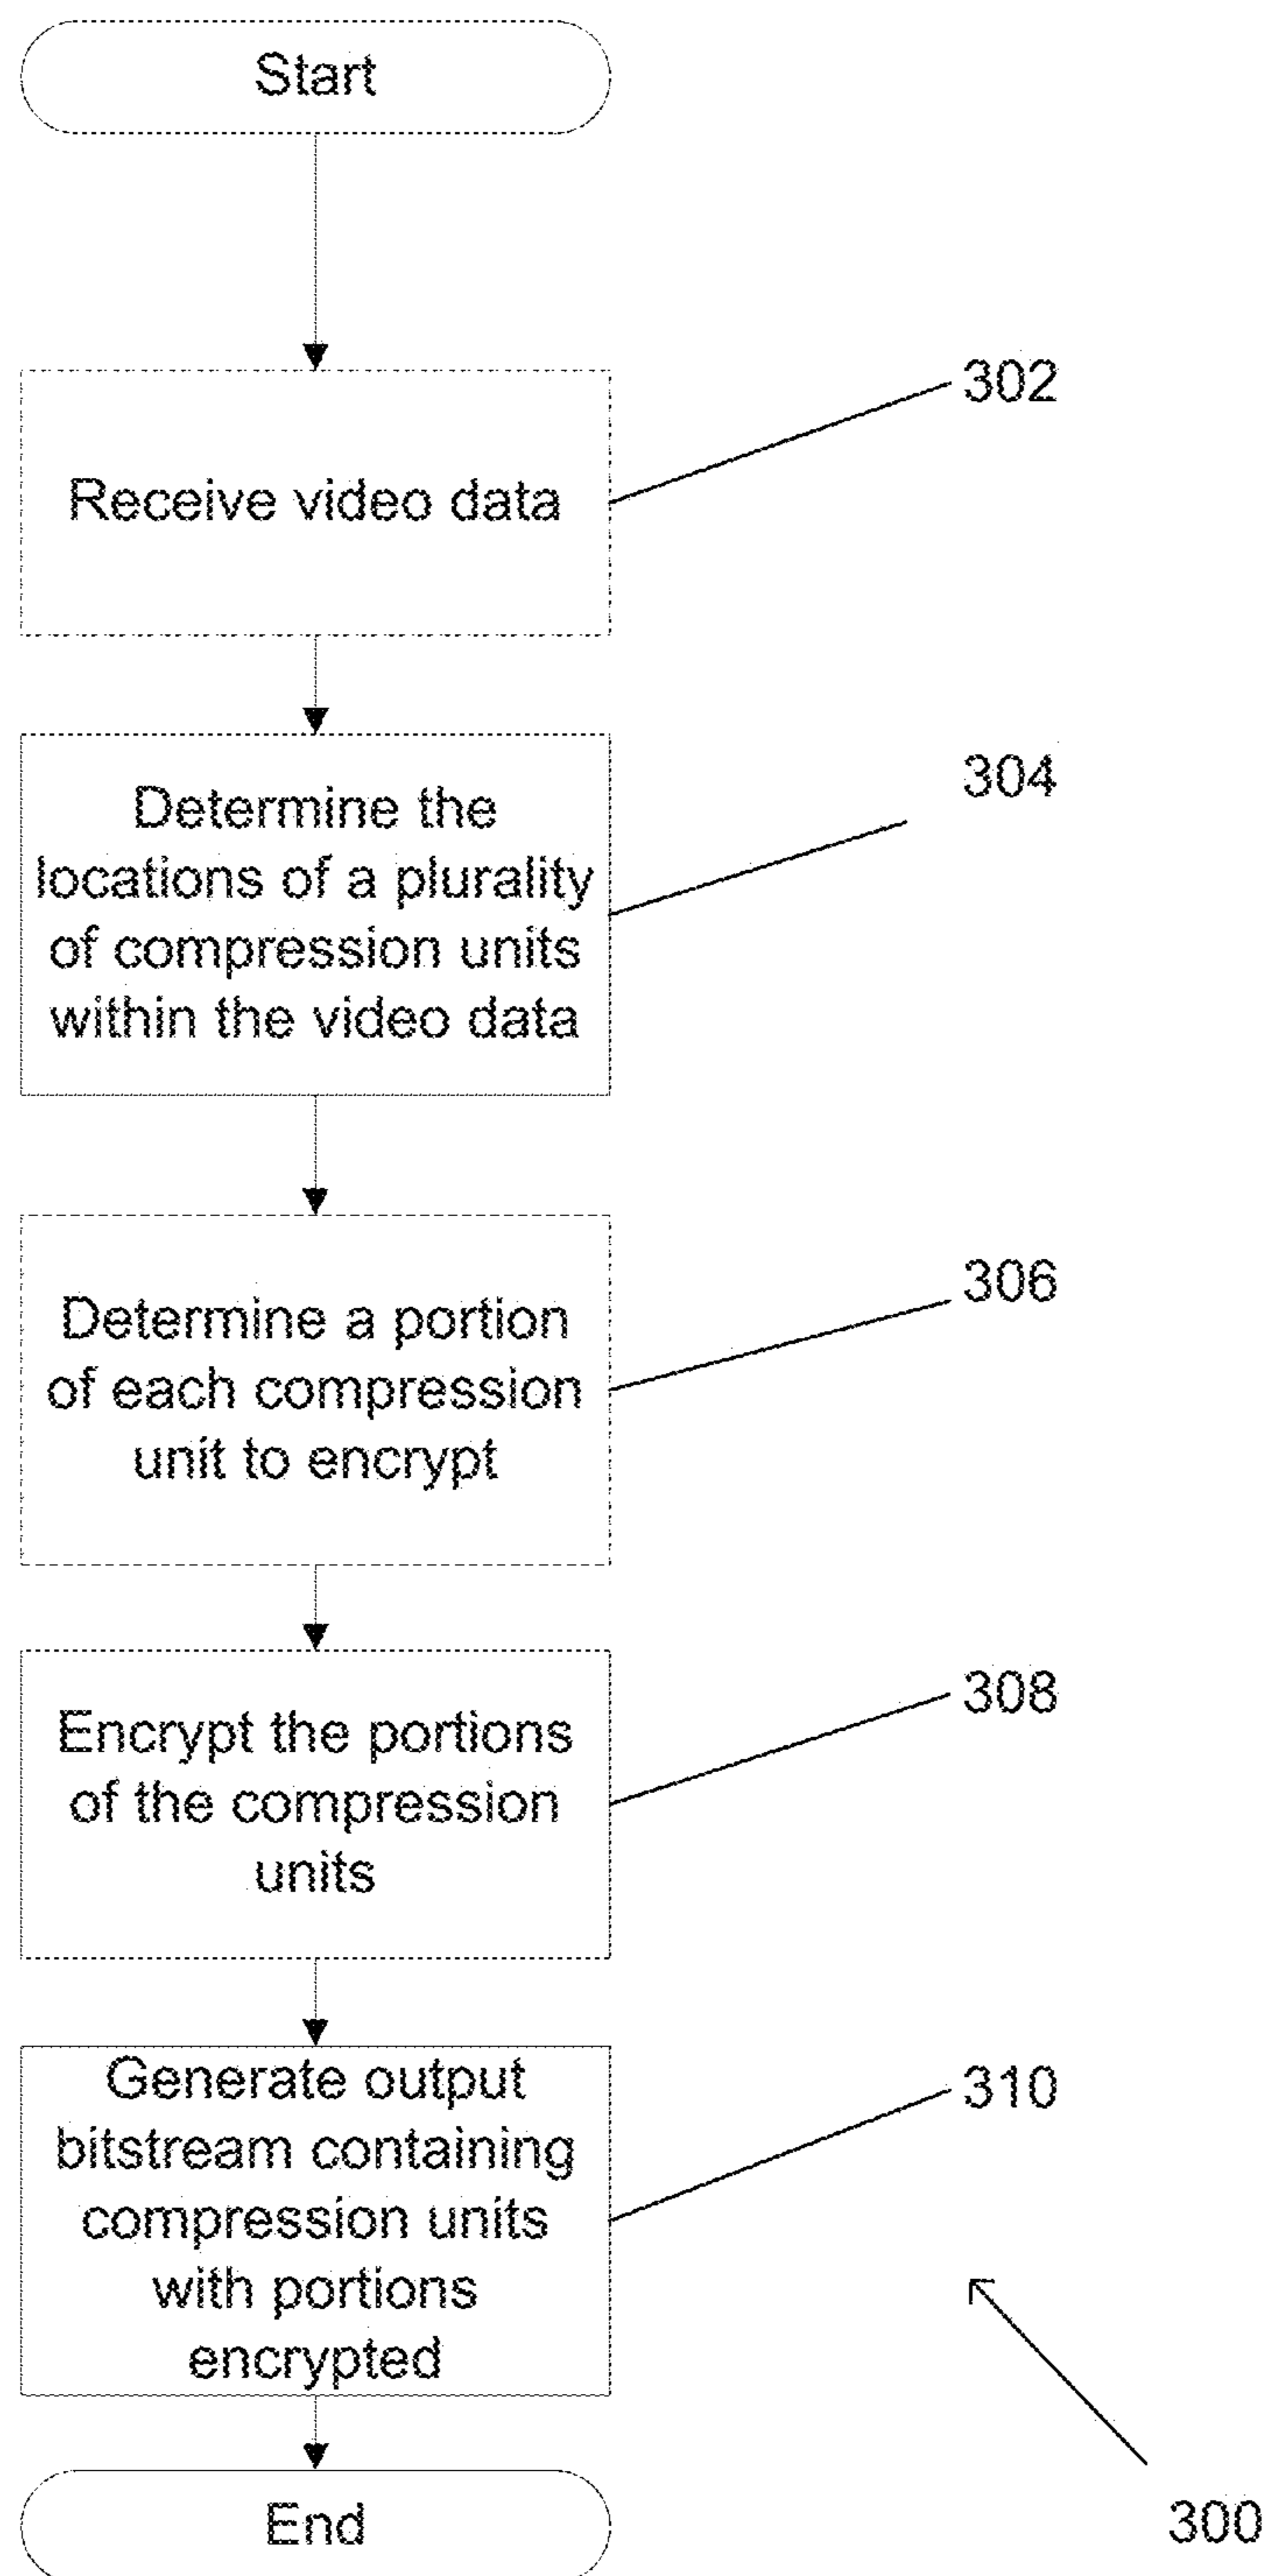 Start
Receive video data
302
Determine the
locations of a plurality
of compression units
within the video data
304
Determine a portion
of each compression
unit to encrypt
306
Encrypt the portions
of the compression
units
308
Generate output
bitstream containing
compression units
with portions
encrypted
310
End
300